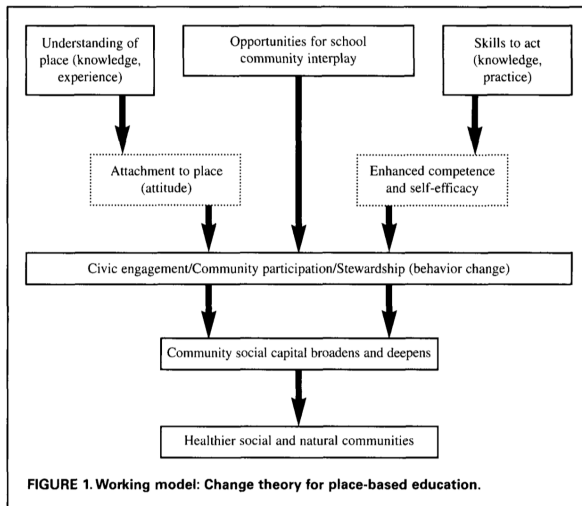 Understanding of
place (knowledge,
experience)
Opportunities for school
community interplay
Skills to act
(knowledge,
practice)
Attachment to place
(attitude)
Enhanced competence
and self-efficacy
Civic engagement/Community participation/Stewardship (behavior change)
Community social capital broadens and deepens
Healthier social and natural communities
FIGURE 1. Working model: Change theory for place-based education.